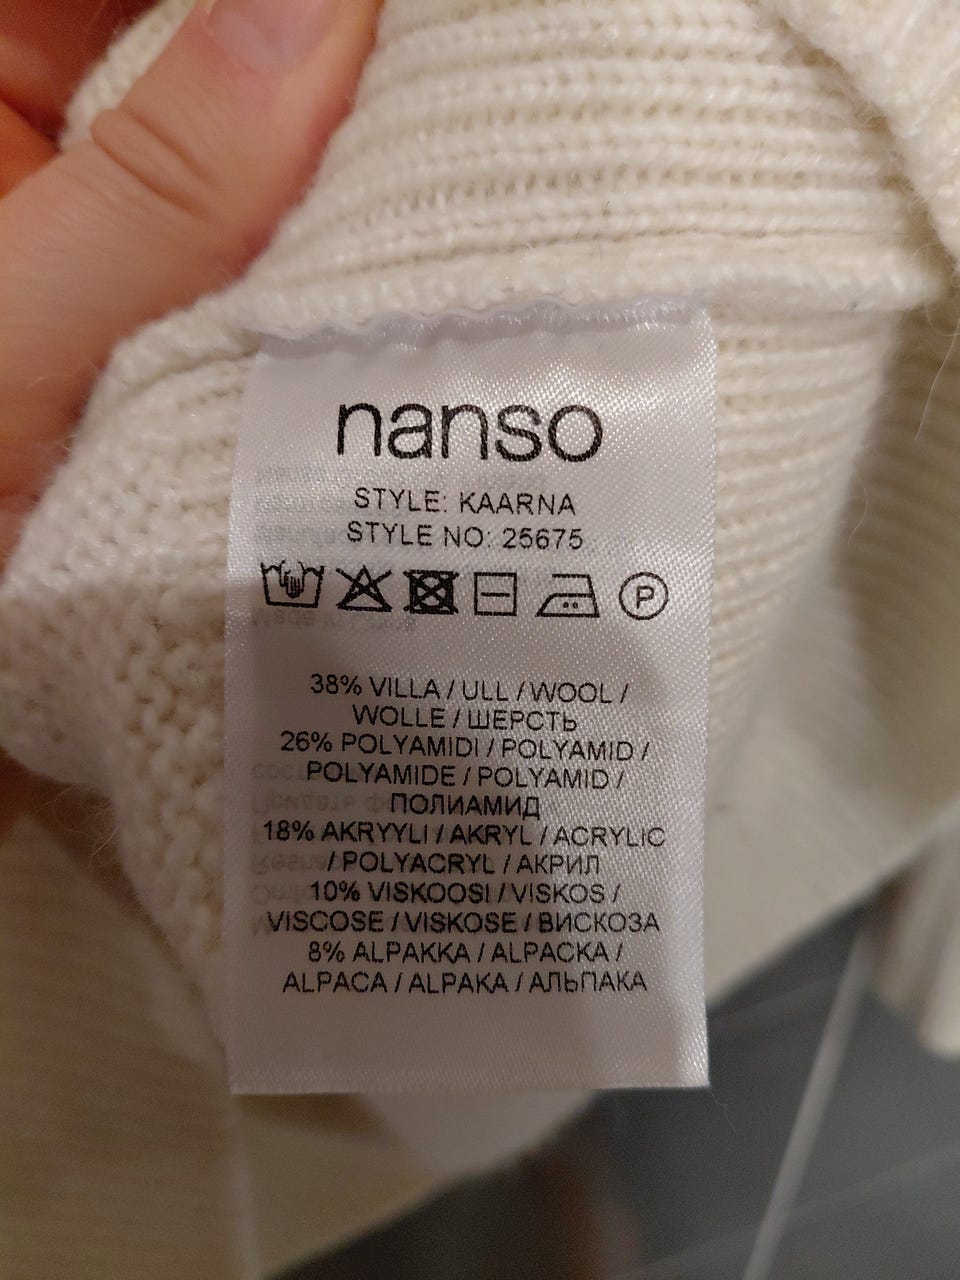 nanso
STYLE: KAARNA
STYLE NO: 25675
P
38% VILLA / ULL / WOOL /
WOLLE / ШЕРСТЬ
26% POLYAMIDI / POLYAMID /
POLYAMIDE / POLYAMID /
ПОЛИАМИД
18% AKRYYLI / AKRYL / ACRYLIC
/ POLYACRYL / АКРИЛ
10% VISKOOSI / VISKOS /
VISCOSE / VISKOSE / ВИСКОЗА
8% ALPAKKA / ALPACKA /
ALPACA / ALPAKA / АЛЬПАКА